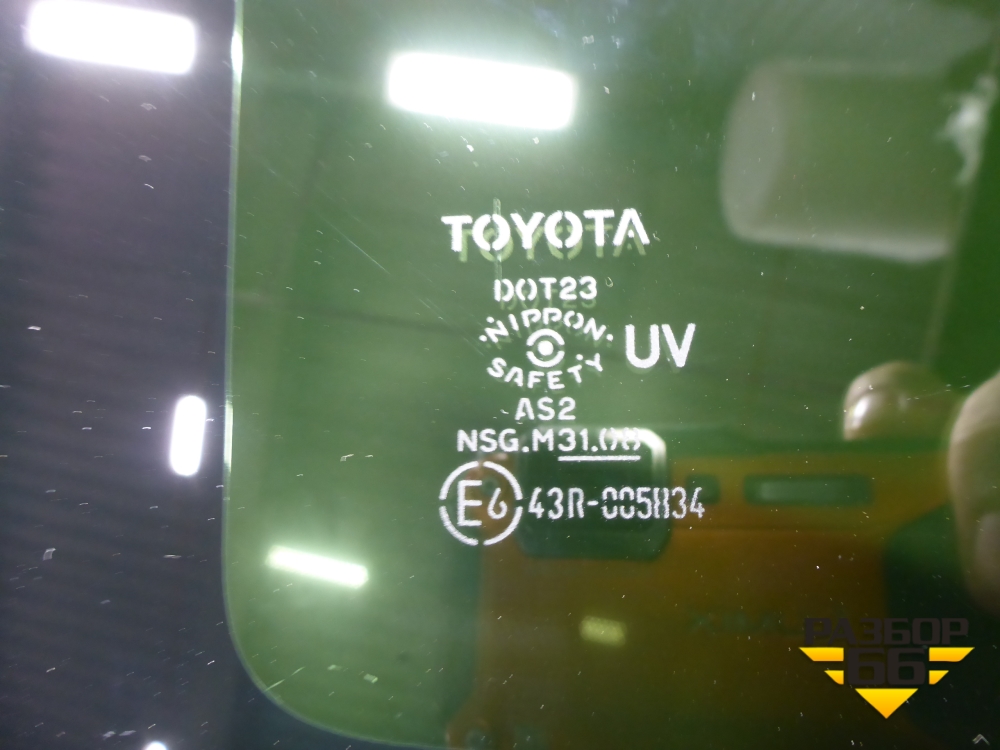 TOYOTA
DOT23
NIPPON
SAFETY
UV
AS2
NSG.M31.(X)
E6 43R-005834
РАЗБОР
66